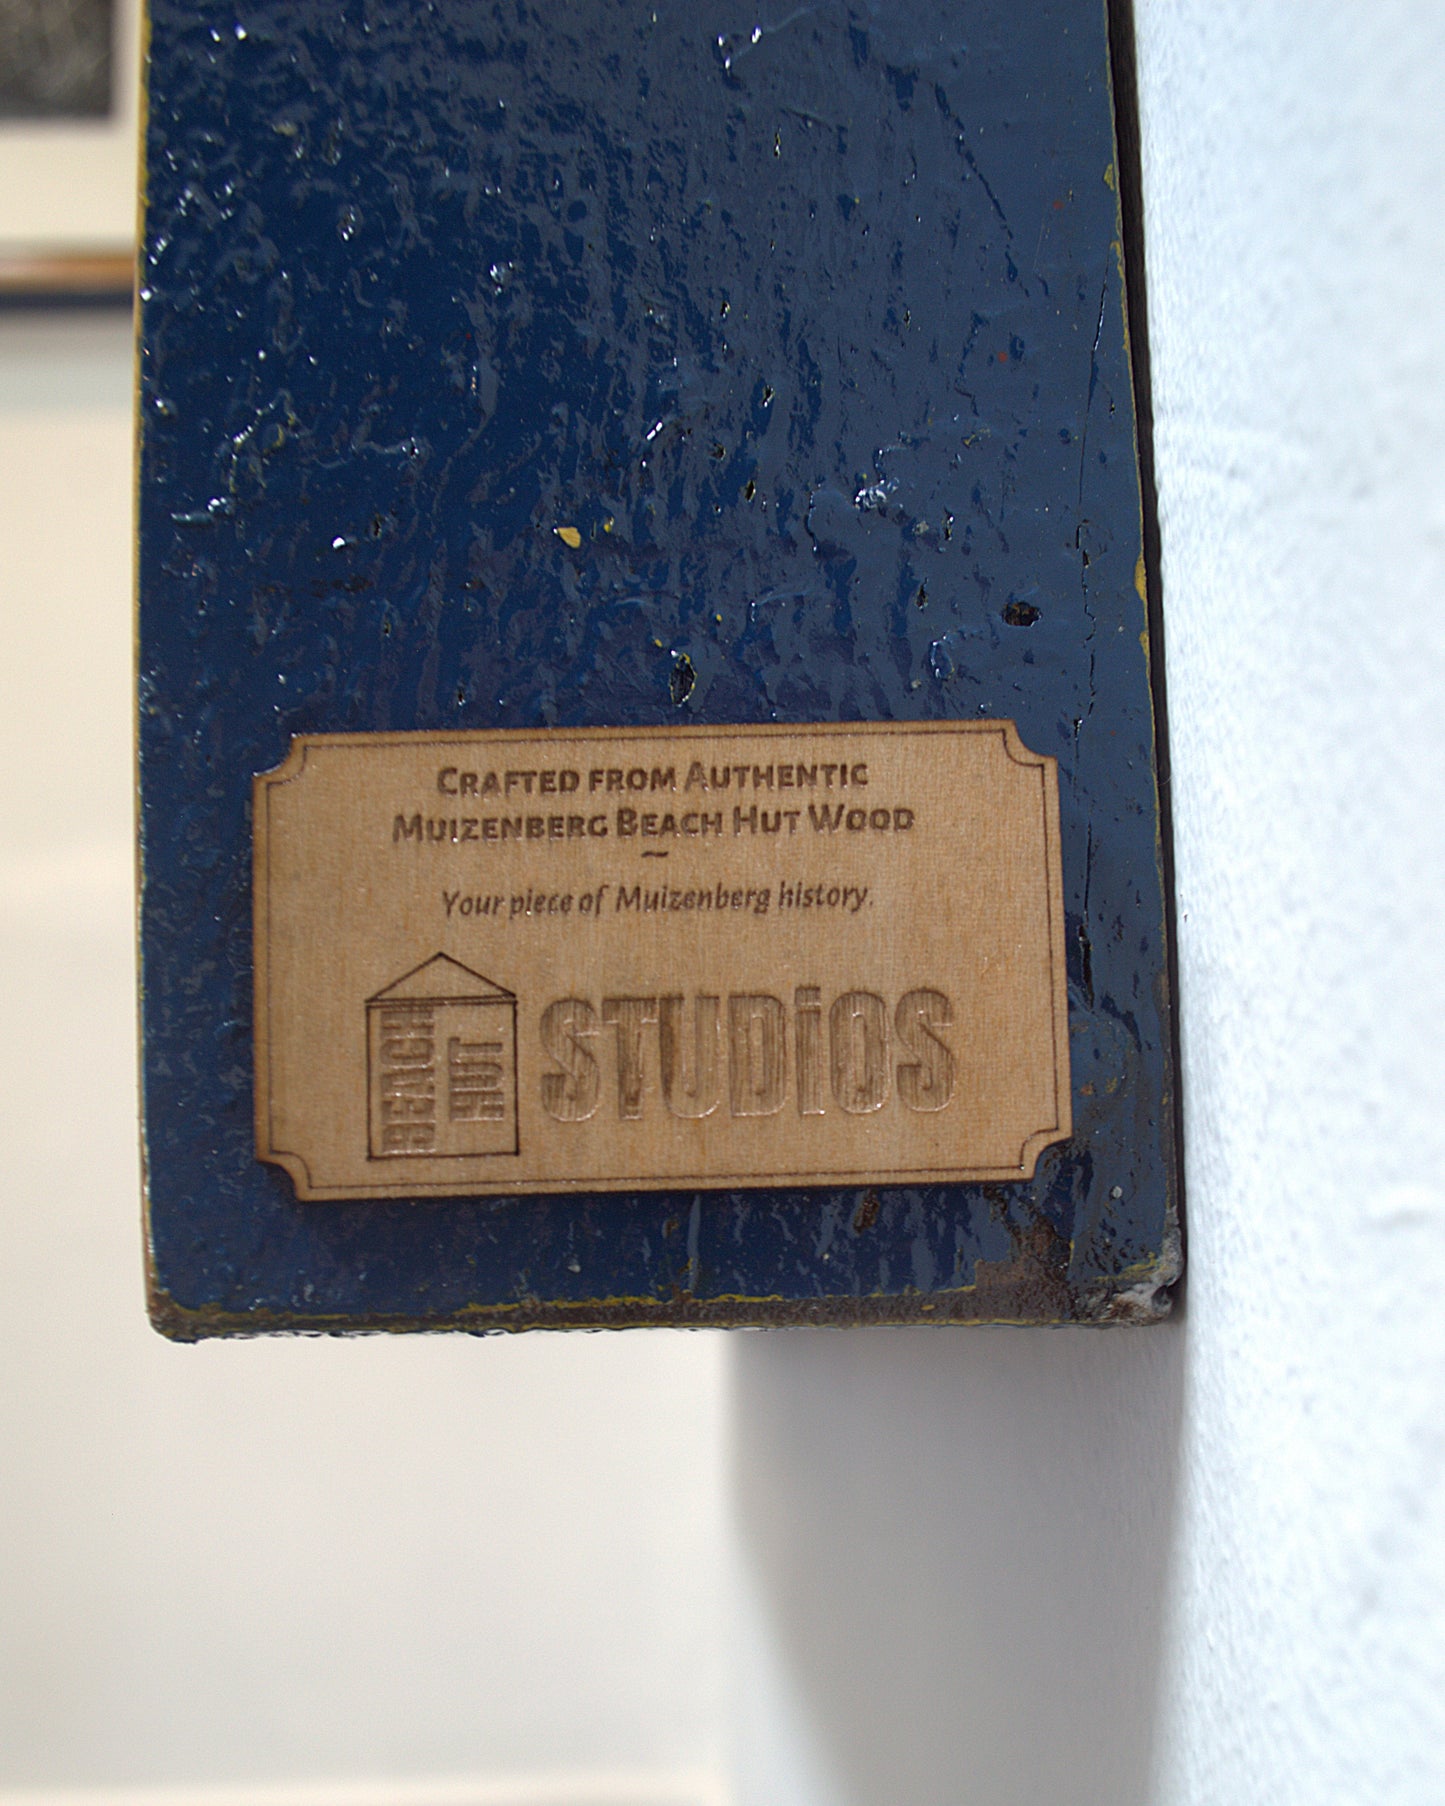 Crafted from Authentic
Muizenberg Beach Hut Wood
~
Your piece of Muizenberg history.
BEACH
HUT
STUDiOS